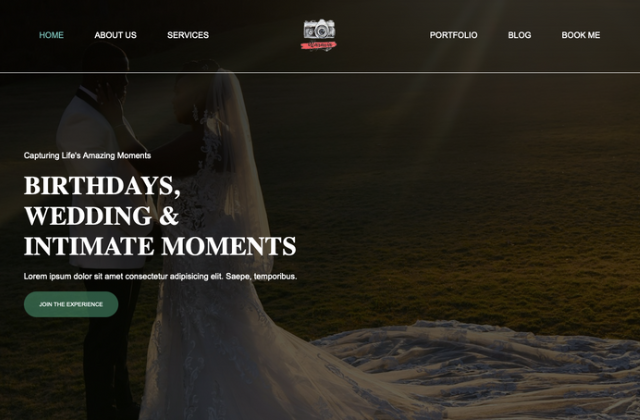 HOME
ABOUT US
SERVICES
PORTFOLIO
BLOG
BOOK ME
Capturing Life's Amazing Moments
BIRTHDAYS,
WEDDING &
INTIMATE MOMENTS
Lorem ipsum dolor sit amet consectetur adipisicing elit. Saepe, temporibus.
JOIN THE EXPERIENCE